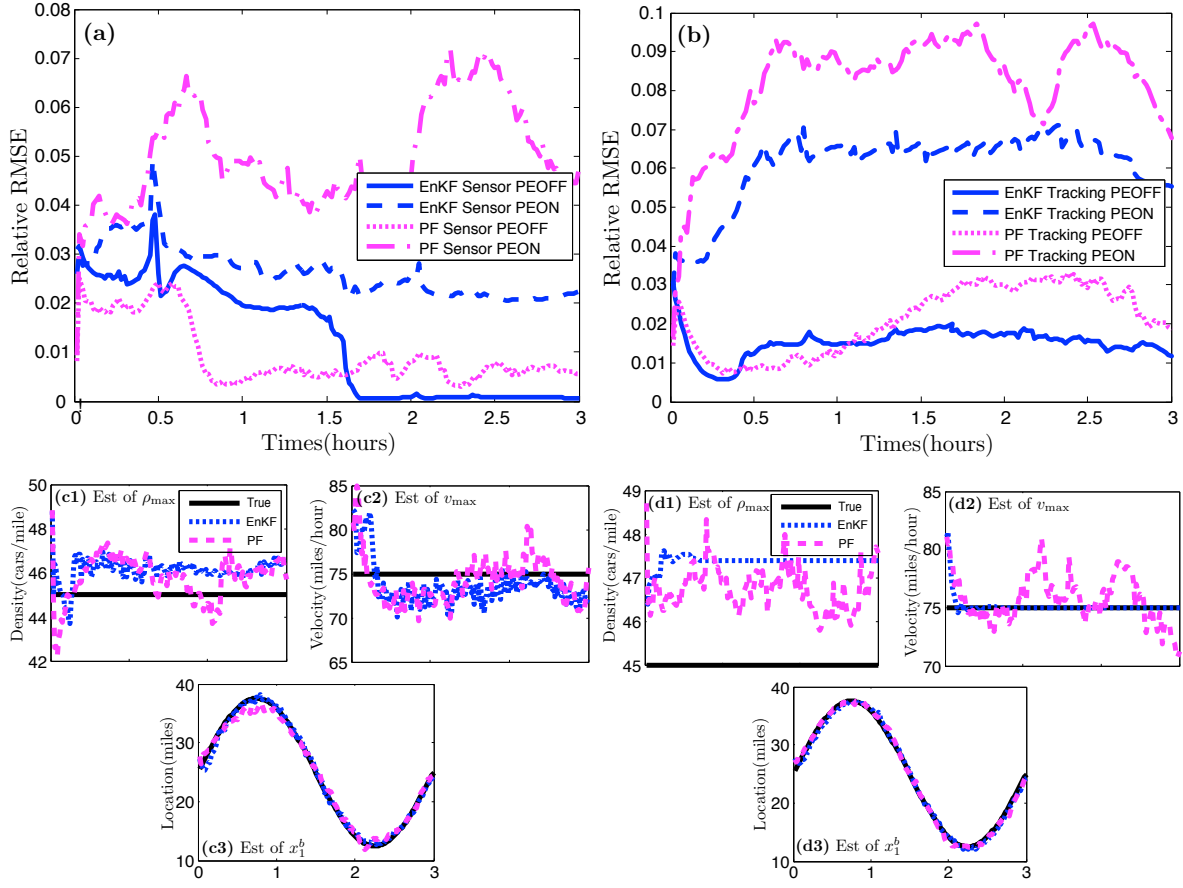 (a)
Relative RMSE
0.08
0.07
0.06
0.05
0.04
0.03
0.02
0.01
0
EnKF Sensor PEOFF
EnKF Sensor PEON
PF Sensor PEOFF
PF Sensor PEON
0 0.5 1 1.5 2 2.5 3
Times(hours)
(b)
Relative RMSE
0.1
0.09
0.08
0.07
0.06
0.05
0.04
0.03
0.02
0.01
0
EnKF Tracking PEOFF
EnKF Tracking PEON
PF Tracking PEOFF
PF Tracking PEON
0 0.5 1 1.5 2 2.5 3
Times(hours)
(c1) Est of ρmax
Density(cars/mile)
50
48
46
44
42
True
EnKF
PF
(c2) Est of vmax
Velocity(miles/hour)
85
80
75
70
65
(d1) Est of ρmax
Density(cars/mile)
49
48
47
46
45
True
EnKF
PF
(d2) Est of vmax
Velocity(miles/hour)
85
80
75
70
Location(miles)
40
30
20
10
(c3) Est of x₁ᵇ
0 1 2 3
Location(miles)
40
30
20
10
(d3) Est of x₁ᵇ
0 1 2 3